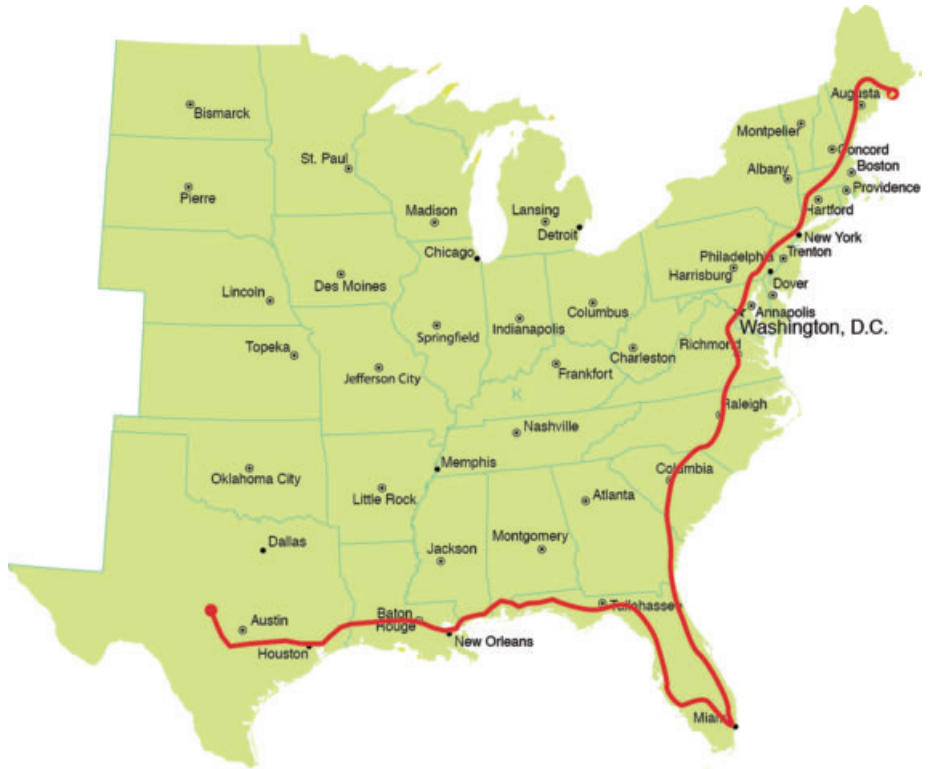 Augusta
Bismarck
Montpelier
Concord
St. Paul
Boston
Albany
Pierre
Providence
Hartford
Madison
Lansing
Detroit
New York
Chicago
Philadelphia
Trenton
Harrisburg
Des Moines
Dover
Lincoln
Columbus
Annapolis
Washington, D.C.
Springfield
Indianapolis
Richmond
Topeka
Charleston
Jefferson City
Frankfort
K
Raleigh
Nashville
Memphis
Columbia
Oklahoma City
Little Rock
Atlanta
Montgomery
Dallas
Jackson
Tallahassee
Baton
Rouge
Austin
New Orleans
Houston
Miami